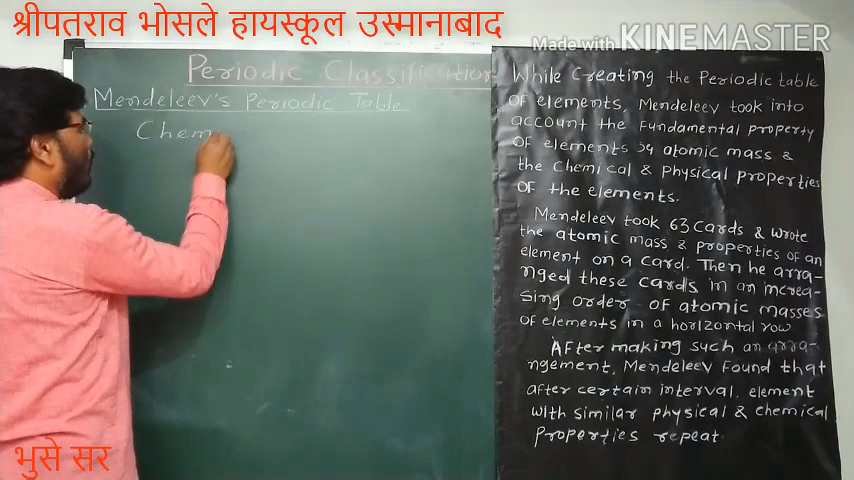 श्रीपतराव भोसले हायस्कूल उस्मानाबाद
Made with KINEMASTER
Periodic Classification
Mendeleev's Periodic Table
Chem
While Creating the Periodic table
of elements, Mendeleev took into
account the Fundamental property
of elements atomic mass &
the Chemical & Physical properties
of the elements.
Mendeleev took 63 Cards & wrote
the atomic mass & properties of an
element on a card. Then he arra-
nged these cards in an increa-
sing order of atomic masses
of elements in a horizontal row
After making such an arra-
ngement, Mendeleev Found that
after certain interval, element
with similar physical & chemical
properties repeat
भुसे सर